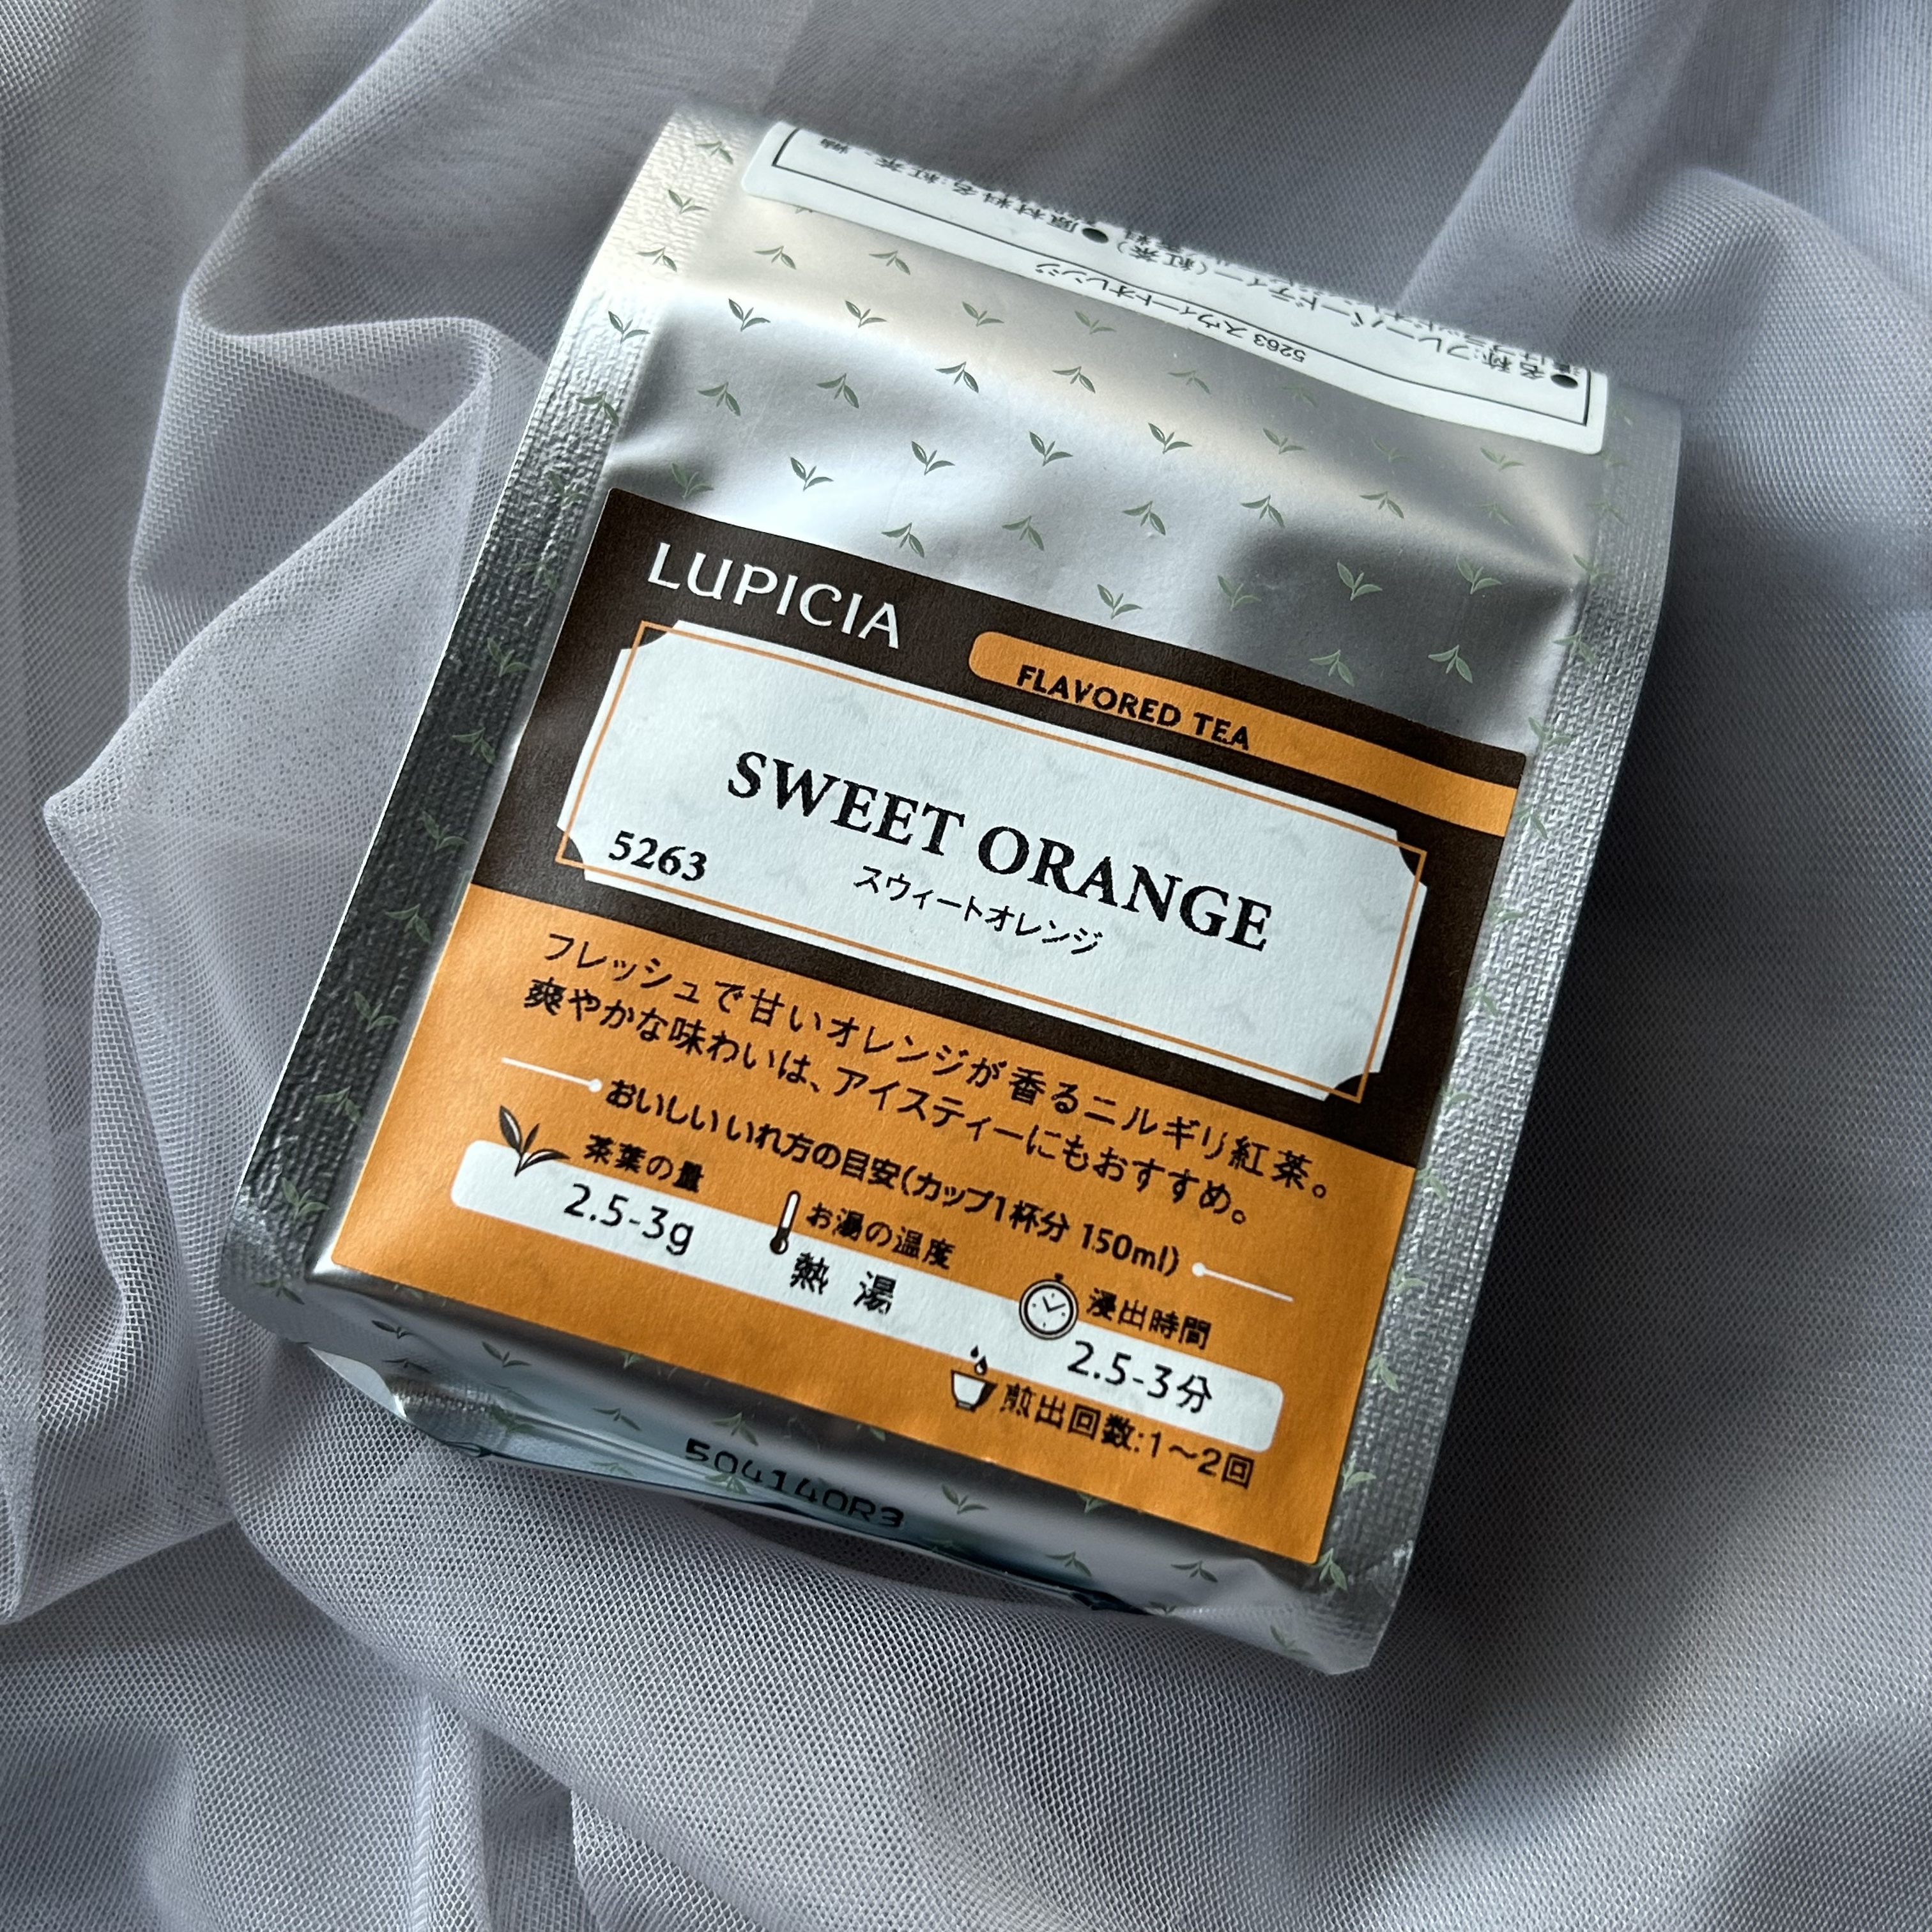 5263 スウィートオレンジ
LUPICIA
FLAVORED TEA
SWEET ORANGE
5263
スウィートオレンジ
フレッシュで甘いオレンジが香るニルギリ紅茶。
爽やかな味わいは、アイスティーにもおすすめ。
おいしいいれ方の目安(カップ1杯分 150ml)
茶葉の量
2.5-3g
お湯の温度
熱湯
浸出時間
2.5-3分
煎出回数:1〜2回
504140R3